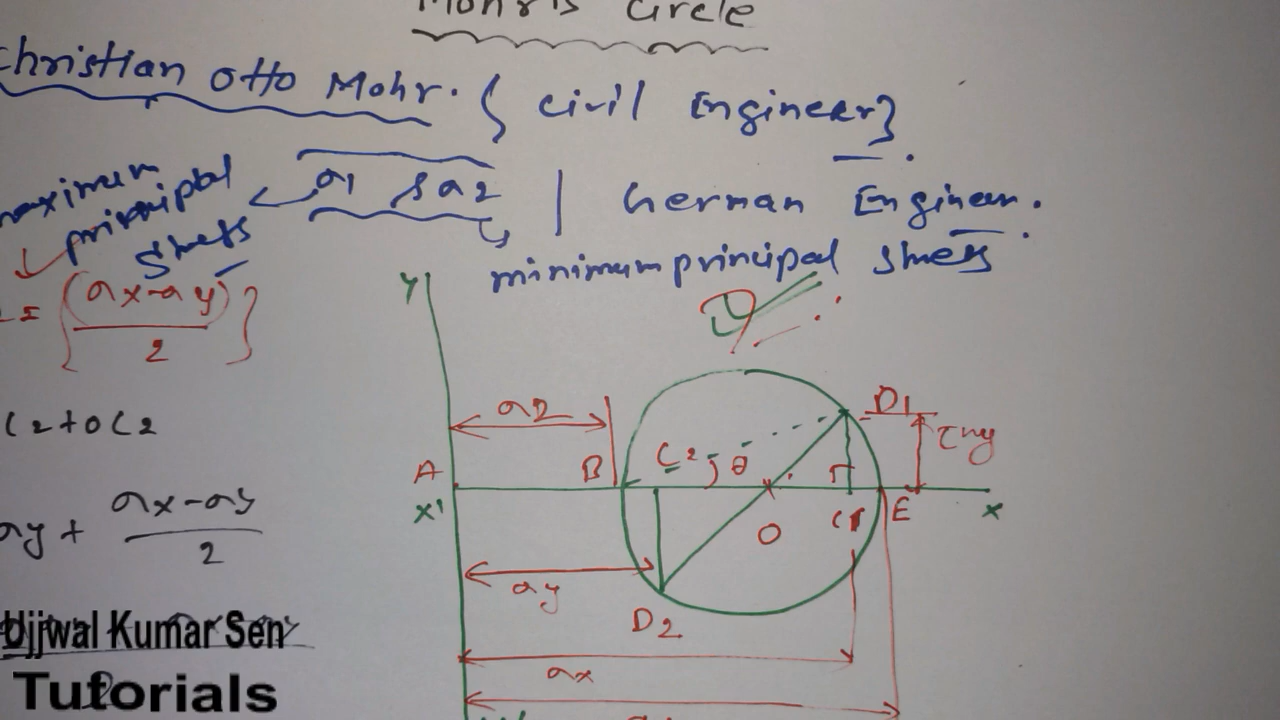 Mohr's Circle
Christian Otto Mohr. { Civil Engineer}
maximum principal stress
σ1 & σ2 | German Engineer.
minimum principal stress
= {(σx-σy)/2}
C2+OC2
σy + σx-σy/2
Y
A
X'
σ2
B
C2
θ
D1
τxy
O
C1
E
X
σy
D2
σx
Ujjwal Kumar Sen
Tutorials